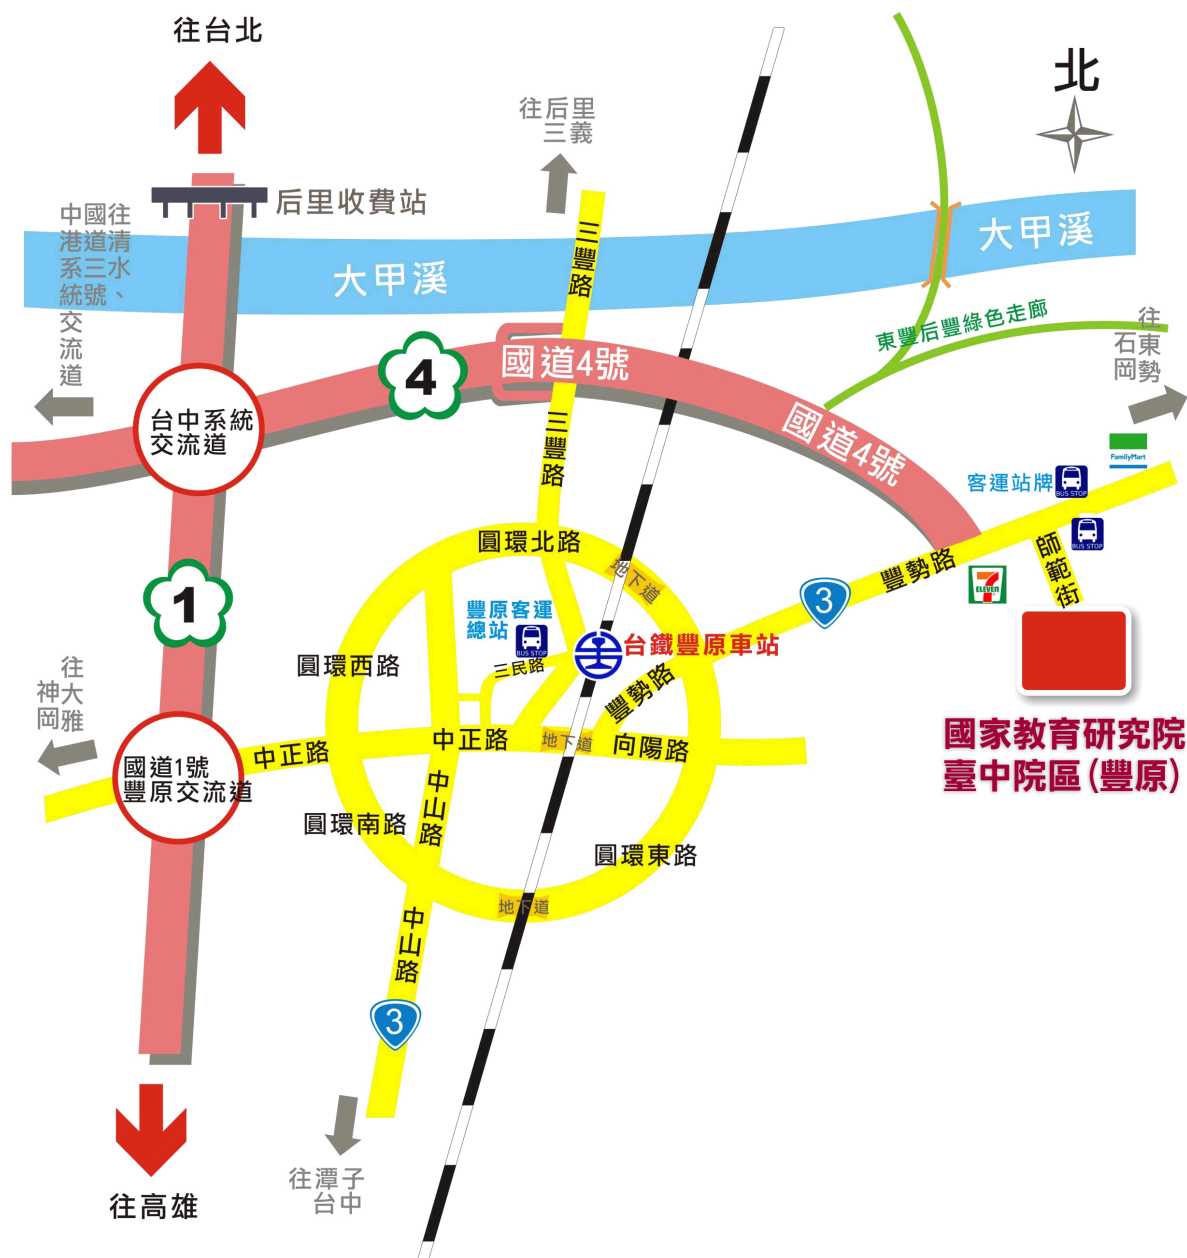 往台北
北
往后里
三義
后里收費站
往清水、
國道三號
中港系統交流道
大甲溪
大甲溪
三豐路
東豐后豐綠色走廊
往東勢
石岡
國道4號
4
國道4號
台中系統
交流道
三豐路
FamilyMart
客運站牌
BUS STOP
BUS STOP
師範街
圓環北路
地下道
豐勢路
7
ELEVEN
3
1
豐原客運
總站
BUS STOP
台鐵豐原車站
三民路
圓環西路
豐勢路
往大雅
神岡
國家教育研究院
臺中院區(豐原)
中正路
中正路
地下道
向陽路
國道1號
豐原交流道
中山路
圓環南路
圓環東路
地下道
中山路
3
往潭子
台中
往高雄